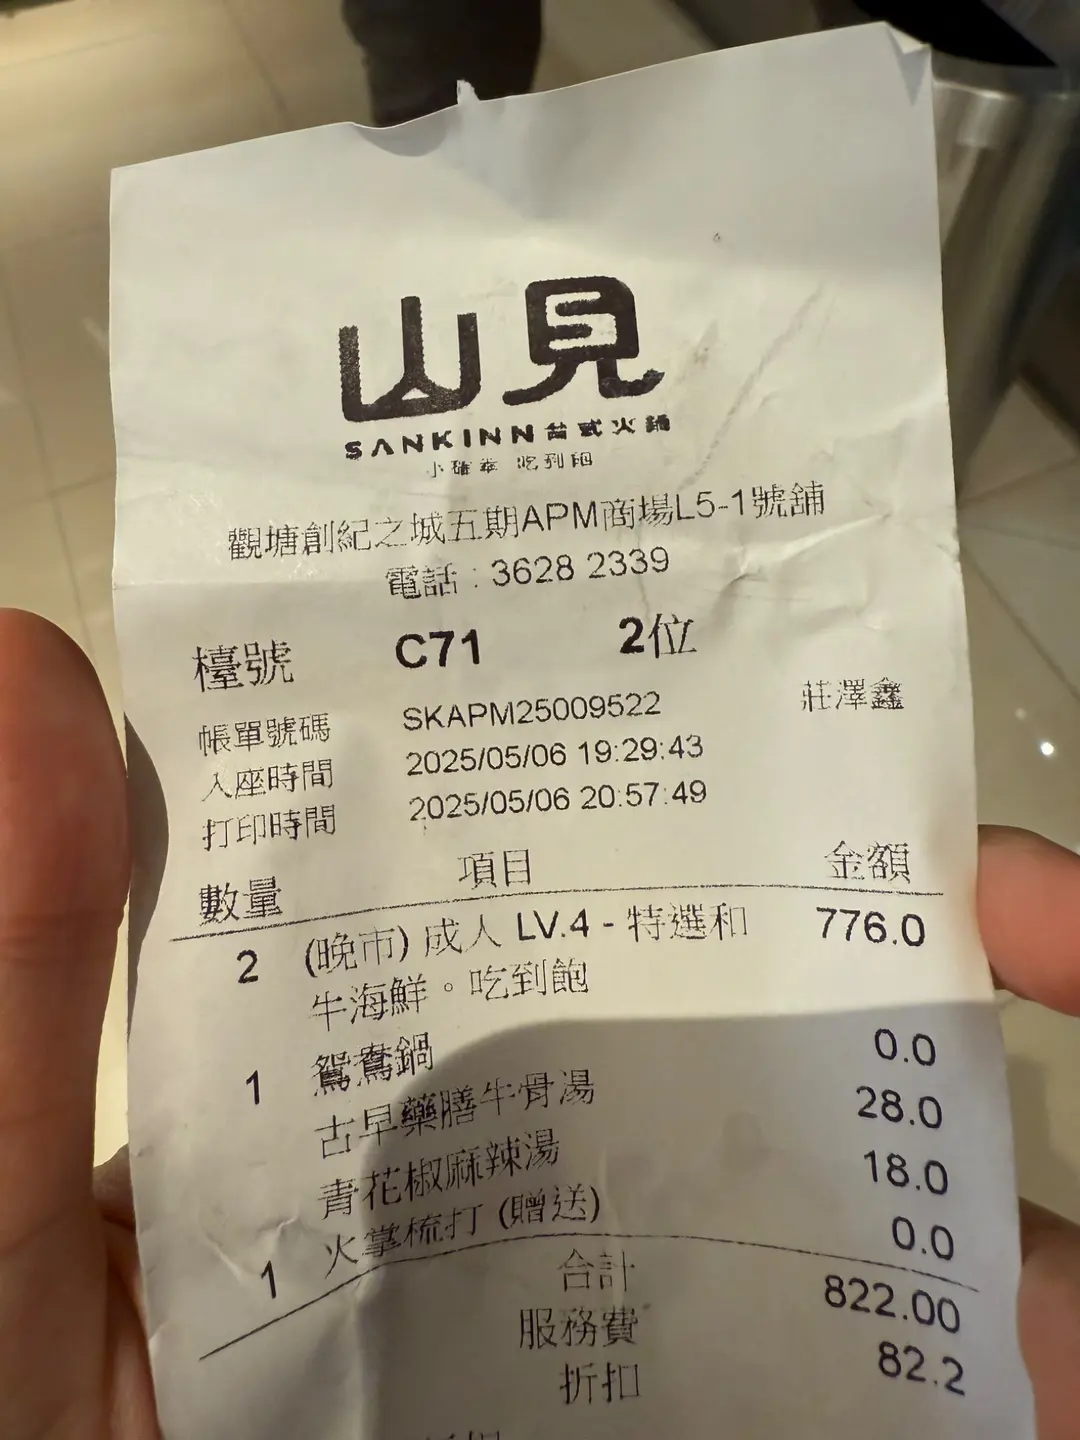 山見
SANKINN 台式火鍋
小確幸 吃到飽
觀塘創紀之城五期APM商場L5-1號舖
電話：3628 2339
檯號 C71 2位
帳單號碼 SKAPM25009522 莊澤鑫
入座時間 2025/05/06 19:29:43
打印時間 2025/05/06 20:57:49
數量 項目 金額
2 (晚市) 成人 LV.4 - 特選和 776.0
牛海鮮。吃到飽
1 鴛鴦鍋 0.0
古早藥膳牛骨湯 28.0
青花椒麻辣湯 18.0
1 火掌梳打 (贈送) 0.0
合計 822.00
服務費 82.2
折扣